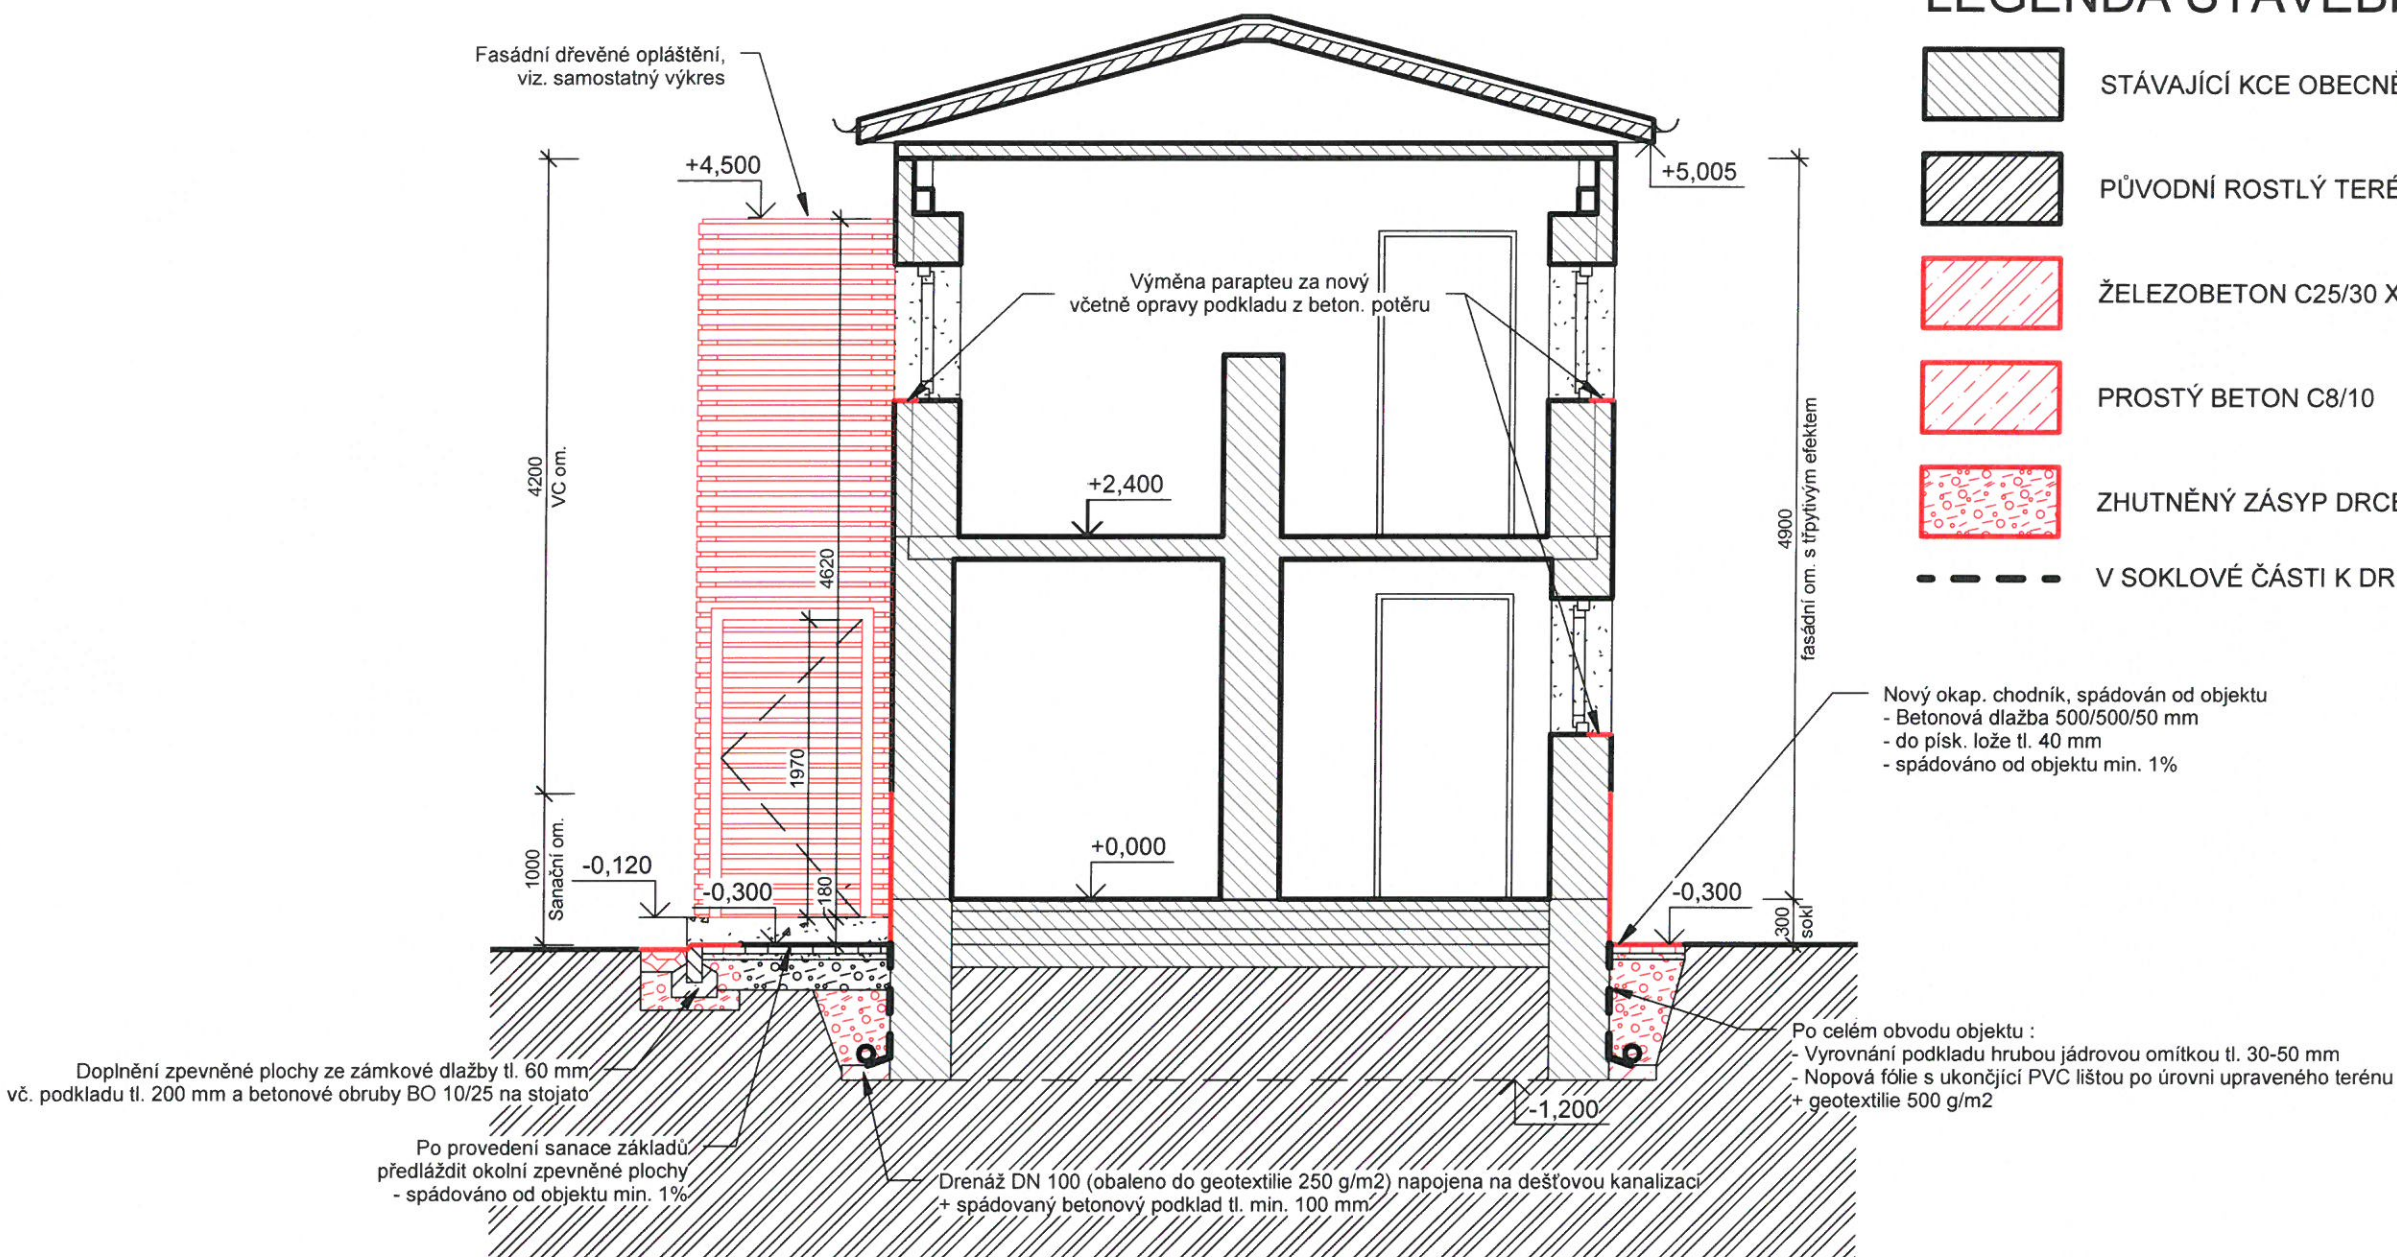 LEGENDA STAVEBN
Fasádní dřevěné opláštění,
viz. samostatný výkres
STÁVAJÍCÍ KCE OBECNĚ
+4,500
+5,005
PŮVODNÍ ROSTLÝ TERÉ
Výměna parapteu za nový
včetně opravy podkladu z beton. potěru
ŽELEZOBETON C25/30 X
PROSTÝ BETON C8/10
4200
VC om.
+2,400
4900
fasádní om. s třpytivým efektem
ZHUTNĚNÝ ZÁSYP DRCE
4620
V SOKLOVÉ ČÁSTI K DR
Nový okap. chodník, spádován od objektu
- Betonová dlažba 500/500/50 mm
- do písk. lože tl. 40 mm
- spádováno od objektu min. 1%
1970
1000
Sanační om.
-0,120
-0,300
180
+0,000
-0,300
300
sokl
Po celém obvodu objektu :
- Vyrovnání podkladu hrubou jádrovou omítkou tl. 30-50 mm
- Nopová fólie s ukončjící PVC lištou po úrovni upraveného terénu
+ geotextilie 500 g/m2
Doplnění zpevněné plochy ze zámkové dlažby tl. 60 mm
vč. podkladu tl. 200 mm a betonové obruby BO 10/25 na stojato
-1,200
Po provedení sanace základů
předláždit okolní zpevněné plochy
- spádováno od objektu min. 1%
Drenáž DN 100 (obaleno do geotextilie 250 g/m2) napojena na dešťovou kanalizaci
+ spádovaný betonový podklad tl. min. 100 mm